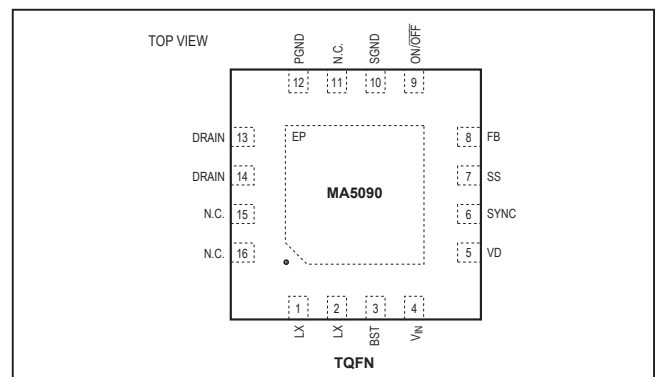 TOP VIEW
PGND
N.C.
SGND
ON/OFF
12 11 10 9
DRAIN 13
EP
8 FB
DRAIN 14
7 SS
MA5090
N.C. 15
6 SYNC
N.C. 16
5 VD
1 2 3 4
LX
LX
BST
VIN
TQFN